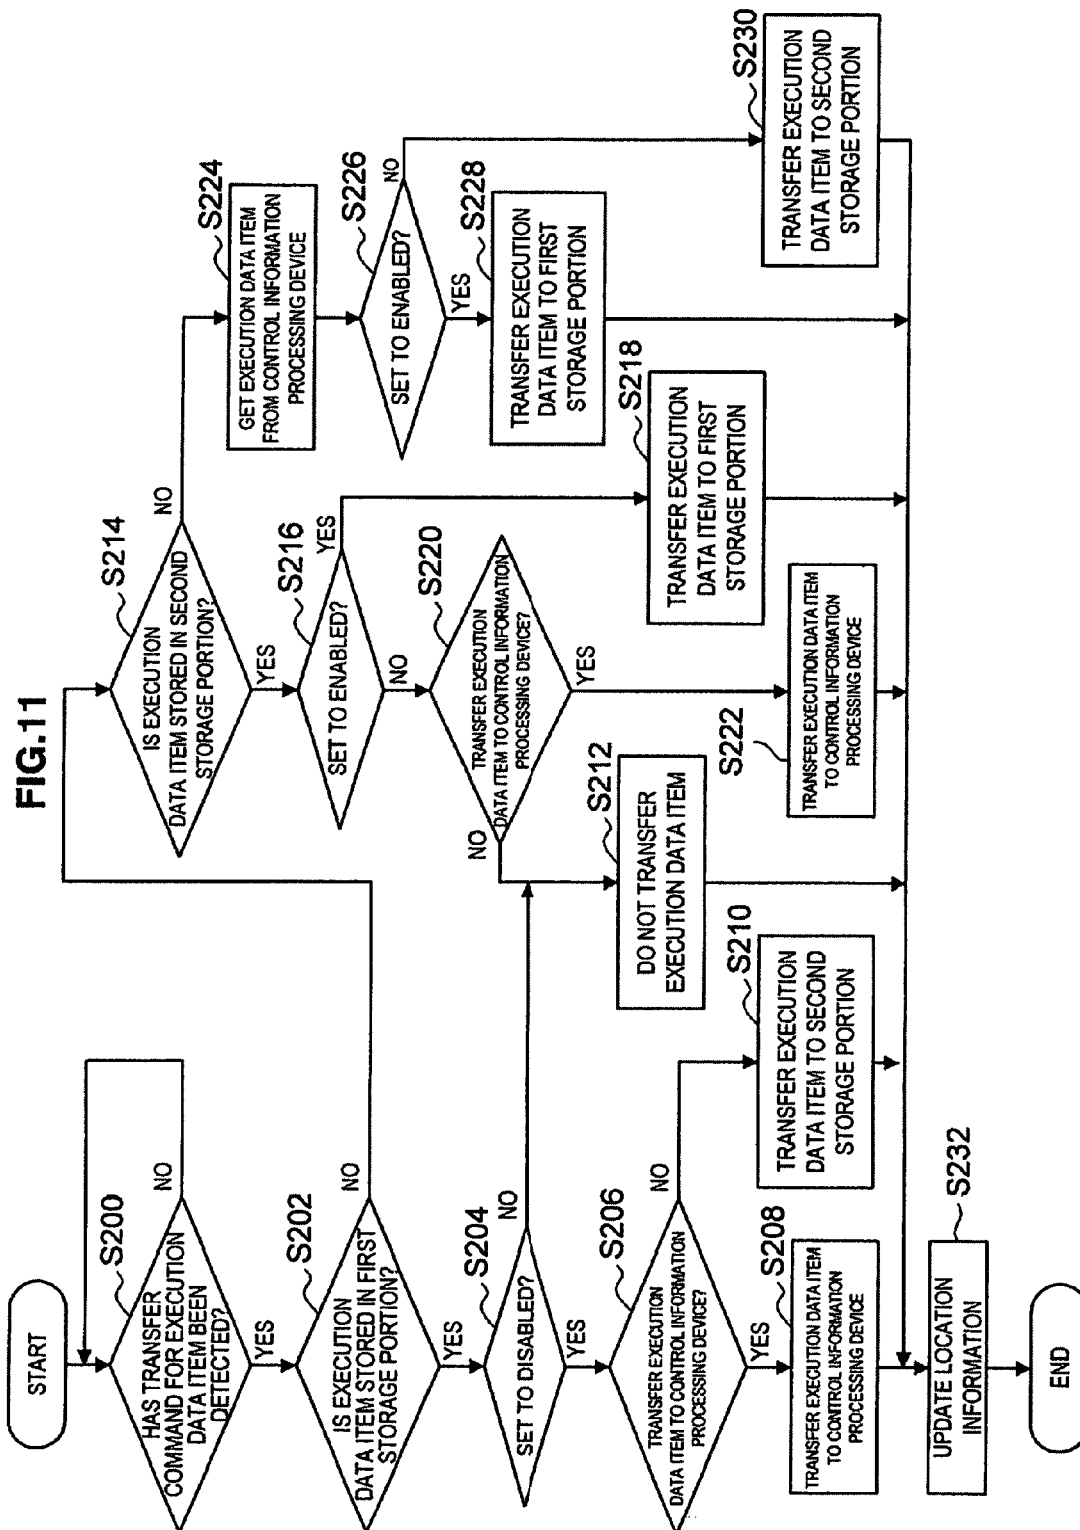 FIG.11
START
S200
HAS TRANSFER
COMMAND FOR EXECUTION
DATA ITEM BEEN
DETECTED?
NO
YES
S202
IS EXECUTION
DATA ITEM STORED IN FIRST
STORAGE PORTION?
NO
YES
S204
SET TO DISABLED?
NO
YES
S206
TRANSFER EXECUTION
DATA ITEM TO CONTROL INFORMATION
PROCESSING DEVICE?
NO
YES
S208
TRANSFER EXECUTION DATA ITEM
TO CONTROL INFORMATION
PROCESSING DEVICE
S210
TRANSFER EXECUTION
DATA ITEM TO SECOND
STORAGE PORTION
S212
DO NOT TRANSFER
EXECUTION DATA ITEM
S214
IS EXECUTION
DATA ITEM STORED IN SECOND
STORAGE PORTION?
NO
YES
S216
SET TO ENABLED?
YES
NO
S218
TRANSFER EXECUTION
DATA ITEM TO FIRST
STORAGE PORTION
S220
TRANSFER EXECUTION
DATA ITEM TO CONTROL INFORMATION
PROCESSING DEVICE?
NO
YES
S222
TRANSFER EXECUTION DATA ITEM
TO CONTROL INFORMATION
PROCESSING DEVICE
S224
GET EXECUTION DATA ITEM
FROM CONTROL INFORMATION
PROCESSING DEVICE
S226
SET TO ENABLED?
NO
YES
S228
TRANSFER EXECUTION
DATA ITEM TO FIRST
STORAGE PORTION
S230
TRANSFER EXECUTION
DATA ITEM TO SECOND
STORAGE PORTION
S232
UPDATE LOCATION
INFORMATION
END